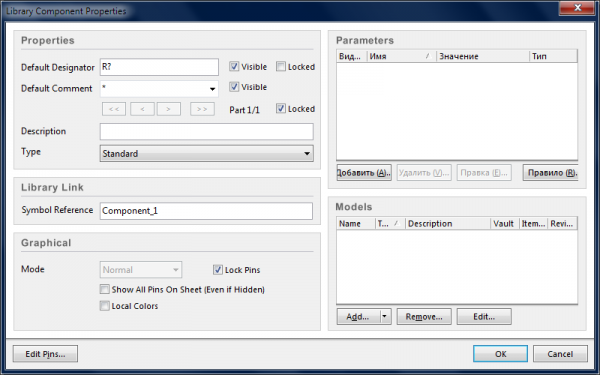 Library Component Properties
Properties
Default Designator R? Visible Locked
Default Comment * Visible
<< < > >> Part 1/1 Locked
Description
Type Standard
Library Link
Symbol Reference Component_1
Graphical
Mode Normal Lock Pins
Show All Pins On Sheet (Even if Hidden)
Local Colors
Parameters
Вид... Имя / Значение Тип
Добавить (A)... Удалить (V)... Правка (E)... Правило (R)...
Models
Name T... / Description Vault Item... Revi...
Add... Remove... Edit...
Edit Pins... OK Cancel